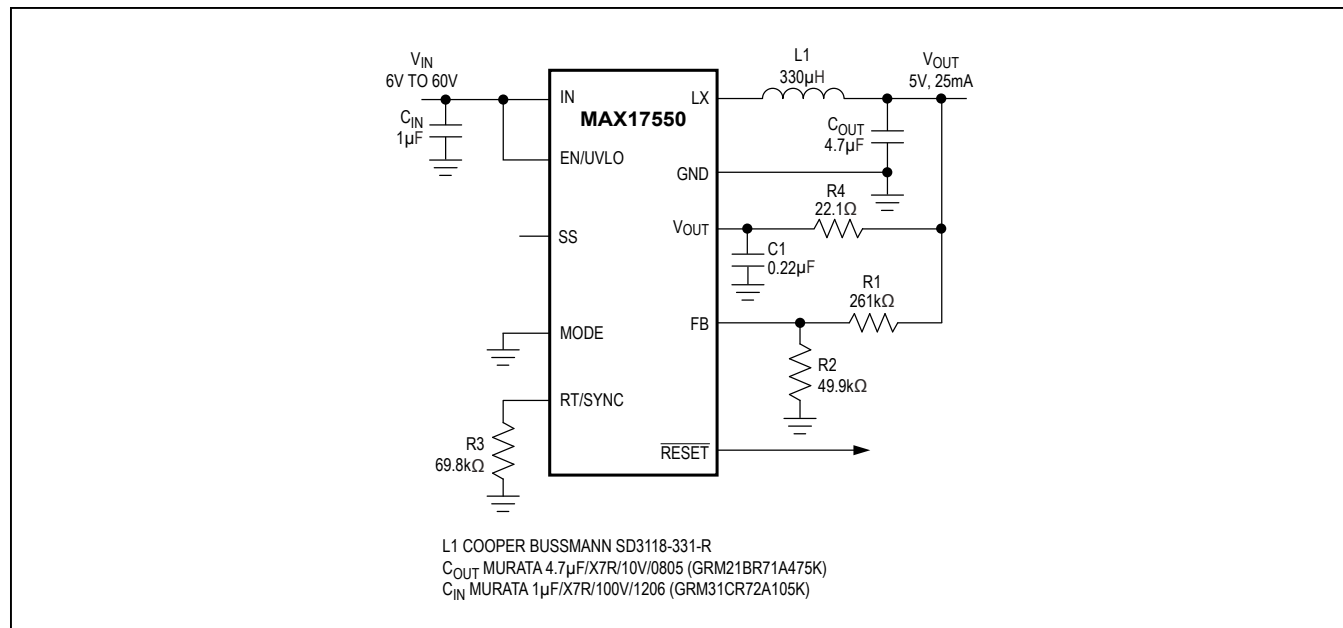 VIN
6V TO 60V
CIN
1µF
IN
EN/UVLO
SS
MODE
RT/SYNC
R3
69.8kΩ
MAX17550
LX
GND
VOUT
FB
RESET
L1
330µH
VOUT
5V, 25mA
COUT
4.7µF
R4
22.1Ω
C1
0.22µF
R1
261kΩ
R2
49.9kΩ
L1 COOPER BUSSMANN SD3118-331-R
COUT MURATA 4.7µF/X7R/10V/0805 (GRM21BR71A475K)
CIN MURATA 1µF/X7R/100V/1206 (GRM31CR72A105K)